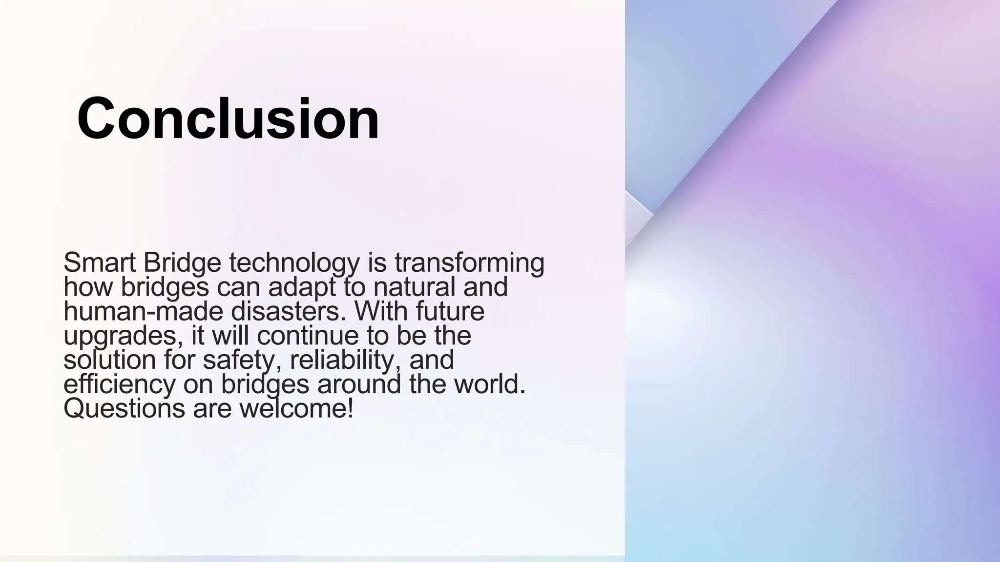 Conclusion
Smart Bridge technology is transforming
how bridges can adapt to natural and
human-made disasters. With future
upgrades, it will continue to be the
solution for safety, reliability, and
efficiency on bridges around the world.
Questions are welcome!